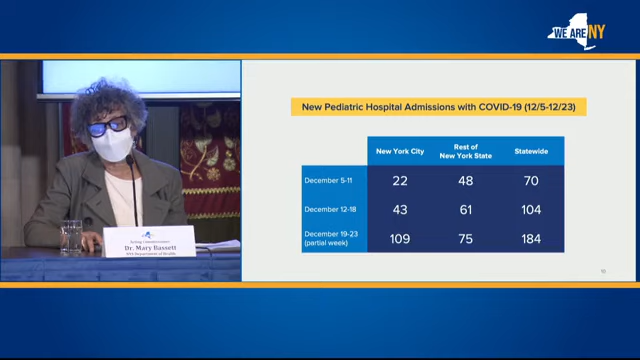 WE ARE NY
New Pediatric Hospital Admissions with COVID-19 (12/5-12/23)
New York City
Rest of
New York State
Statewide
December 5-11
22
48
70
December 12-18
43
61
104
December 19-23
(partial week)
109
75
184
Acting Commissioner
Dr. Mary Bassett
NYS Department of Health
10